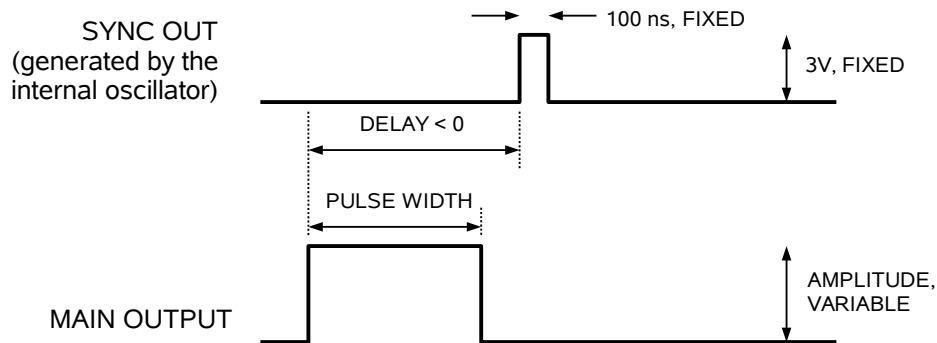 100 ns, FIXED
SYNC OUT
(generated by the
internal oscillator)
3V, FIXED
DELAY < 0
PULSE WIDTH
AMPLITUDE,
VARIABLE
MAIN OUTPUT